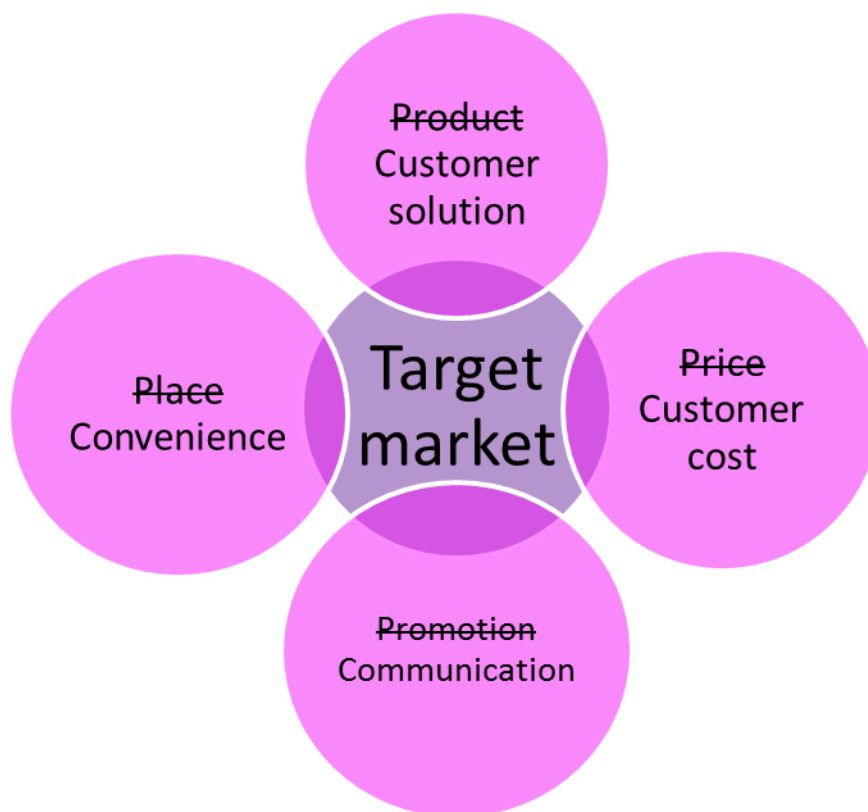 Product
Customer
solution
Place
Convenience
Target
market
Price
Customer
cost
Promotion
Communication